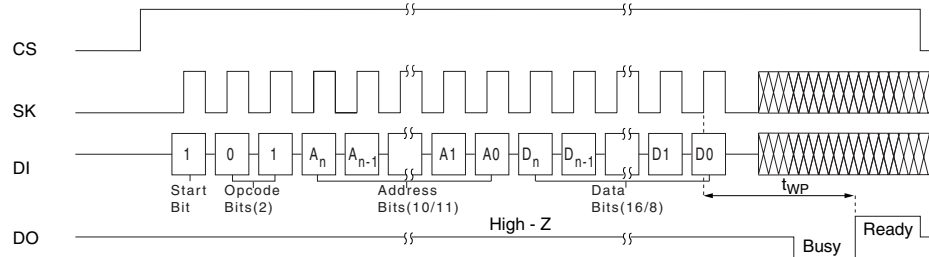 CS
SK
DI
1 0 1 An An-1 A1 A0 Dn Dn-1 D1 D0
Start Bit
Opcode Bits(2)
Address Bits(10/11)
Data Bits(16/8)
tWP
DO
High - Z
Busy
Ready